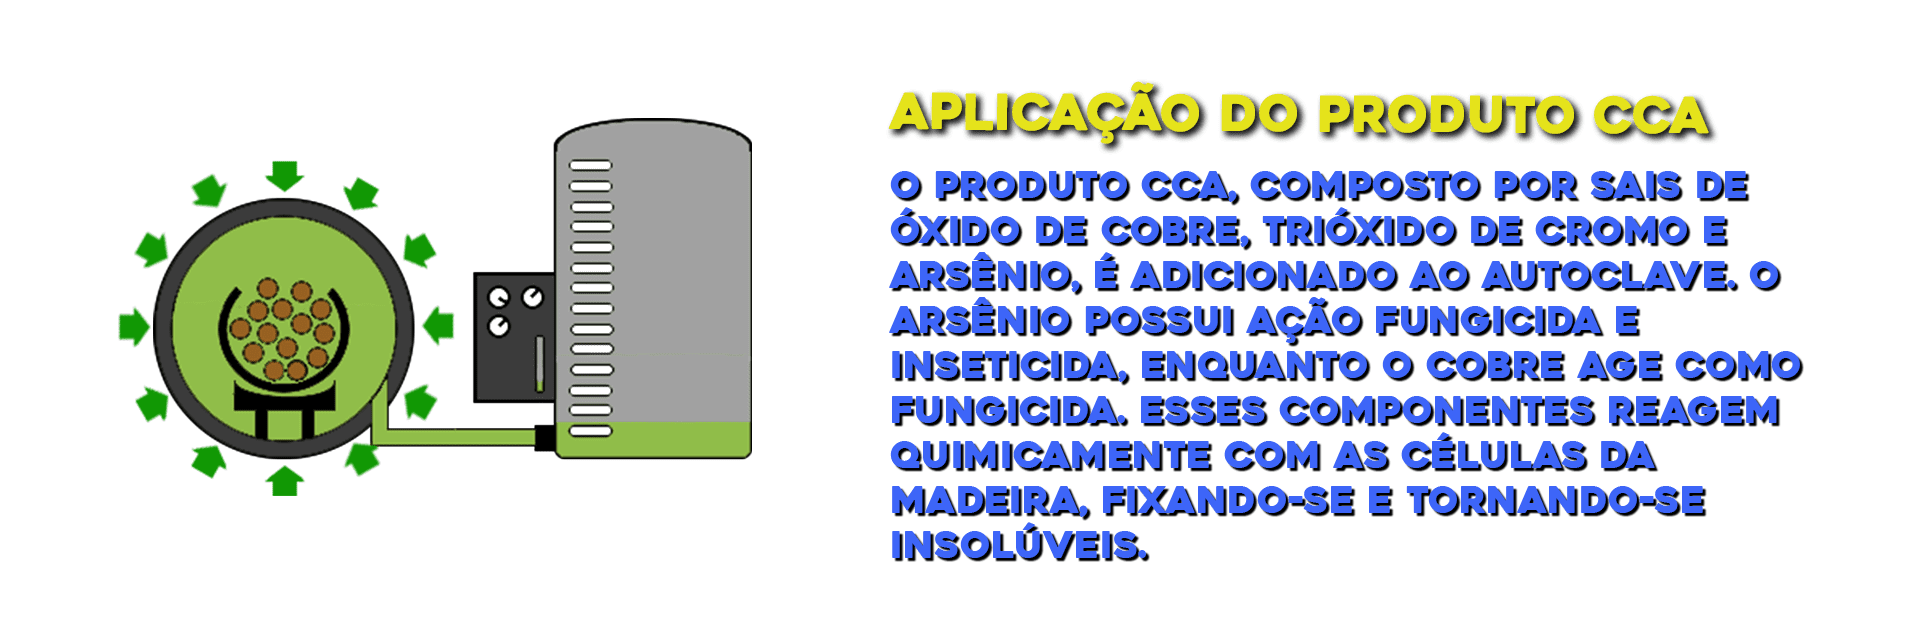 APLICAÇÃO DO PRODUTO CCA
O PRODUTO CCA, COMPOSTO POR SAIS DE
ÓXIDO DE COBRE, TRIÓXIDO DE CROMO E
ARSÊNIO, É ADICIONADO AO AUTOCLAVE. O
ARSÊNIO POSSUI AÇÃO FUNGICIDA E
INSETICIDA, ENQUANTO O COBRE AGE COMO
FUNGICIDA. ESSES COMPONENTES REAGEM
QUIMICAMENTE COM AS CÉLULAS DA
MADEIRA, FIXANDO-SE E TORNANDO-SE
INSOLÚVEIS.